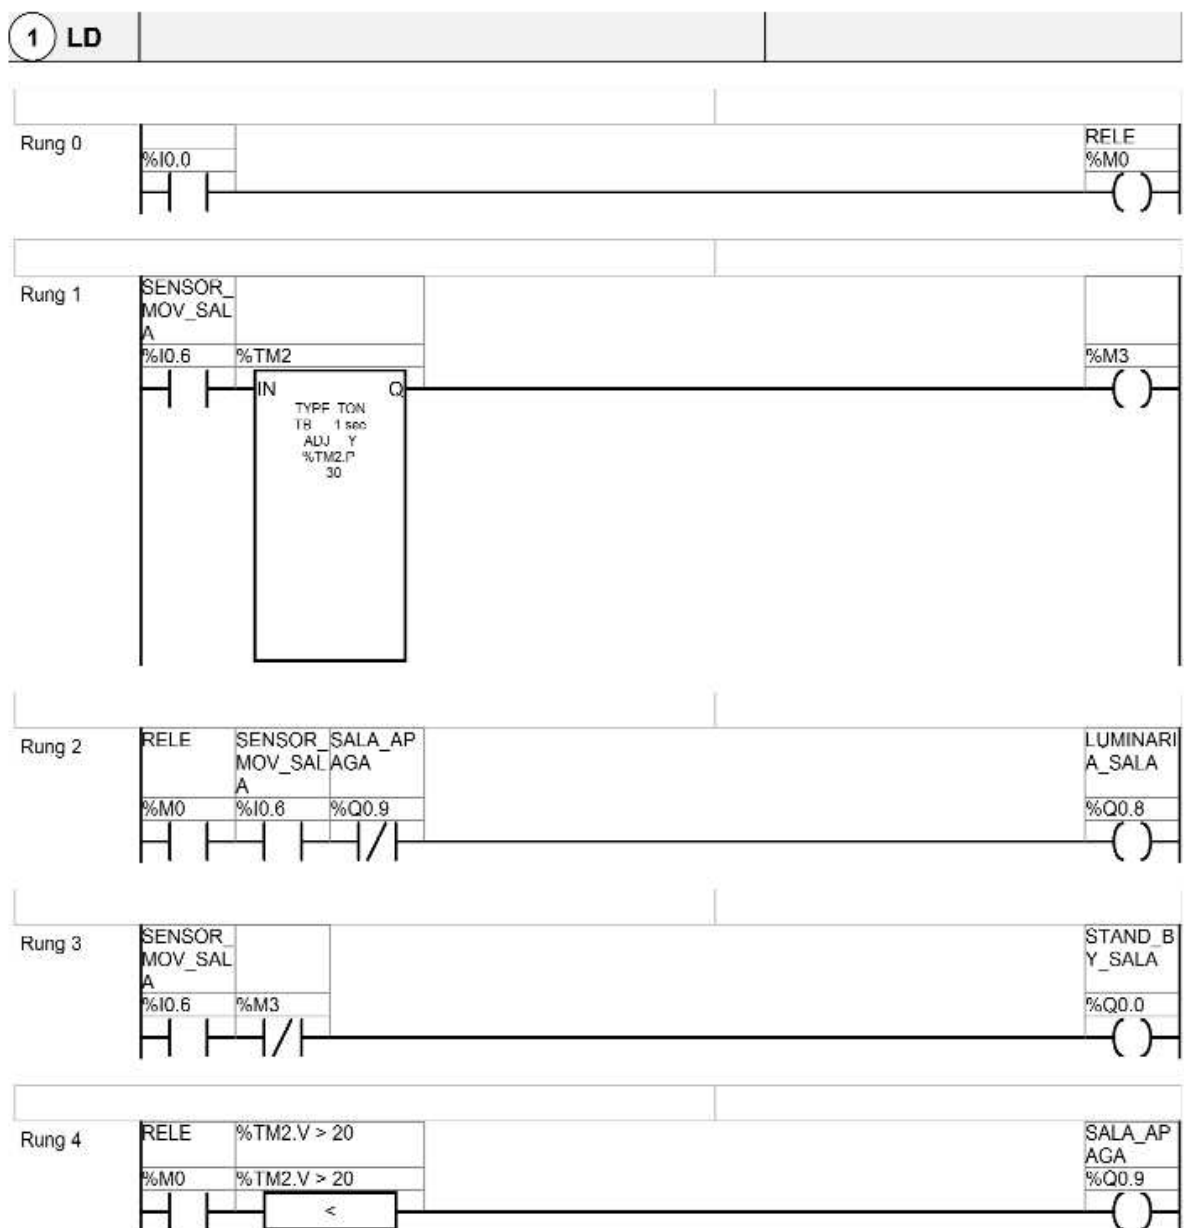 1 LD
Rung 0
%I0.0
RELE
%M0
Rung 1
SENSOR_
MOV_SAL
A
%I0.6
%TM2
IN Q
TYPE TON
TB 1 sec
ADJ Y
%TM2.P
30
%M3
Rung 2
RELE
%M0
SENSOR_
MOV_SAL
A
%I0.6
SALA_AP
AGA
%Q0.9
LUMINARI
A_SALA
%Q0.8
Rung 3
SENSOR_
MOV_SAL
A
%I0.6
%M3
STAND_B
Y_SALA
%Q0.0
Rung 4
RELE
%M0
%TM2.V > 20
%TM2.V > 20
<
SALA_AP
AGA
%Q0.9